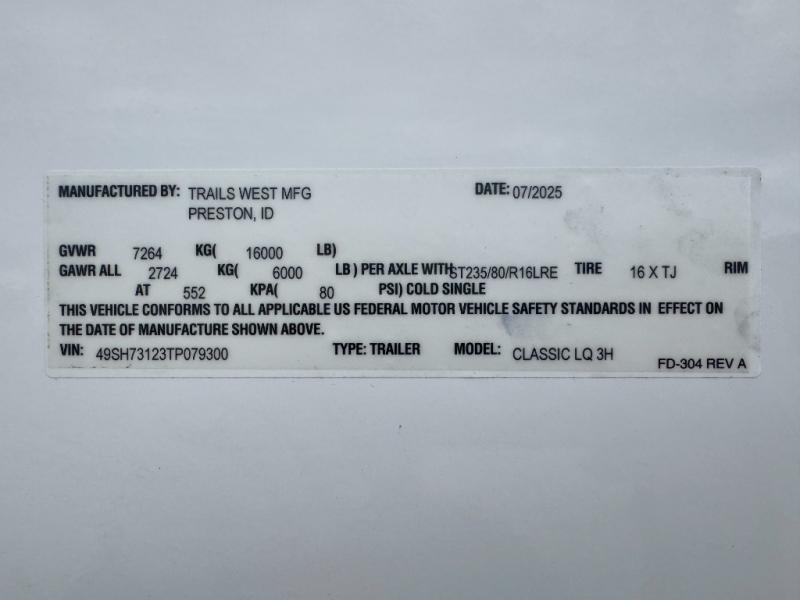 MANUFACTURED BY: TRAILS WEST MFG DATE: 07/2025
PRESTON, ID
GVWR 7264 KG( 16000 LB)
GAWR ALL 2724 KG( 6000 LB) PER AXLE WITH ST235/80/R16LRE TIRE 16 X TJ RIM
AT 552 KPA( 80 PSI) COLD SINGLE
THIS VEHICLE CONFORMS TO ALL APPLICABLE US FEDERAL MOTOR VEHICLE SAFETY STANDARDS IN EFFECT ON
THE DATE OF MANUFACTURE SHOWN ABOVE.
VIN: 49SH73123TP079300 TYPE: TRAILER MODEL: CLASSIC LQ 3H
FD-304 REV A